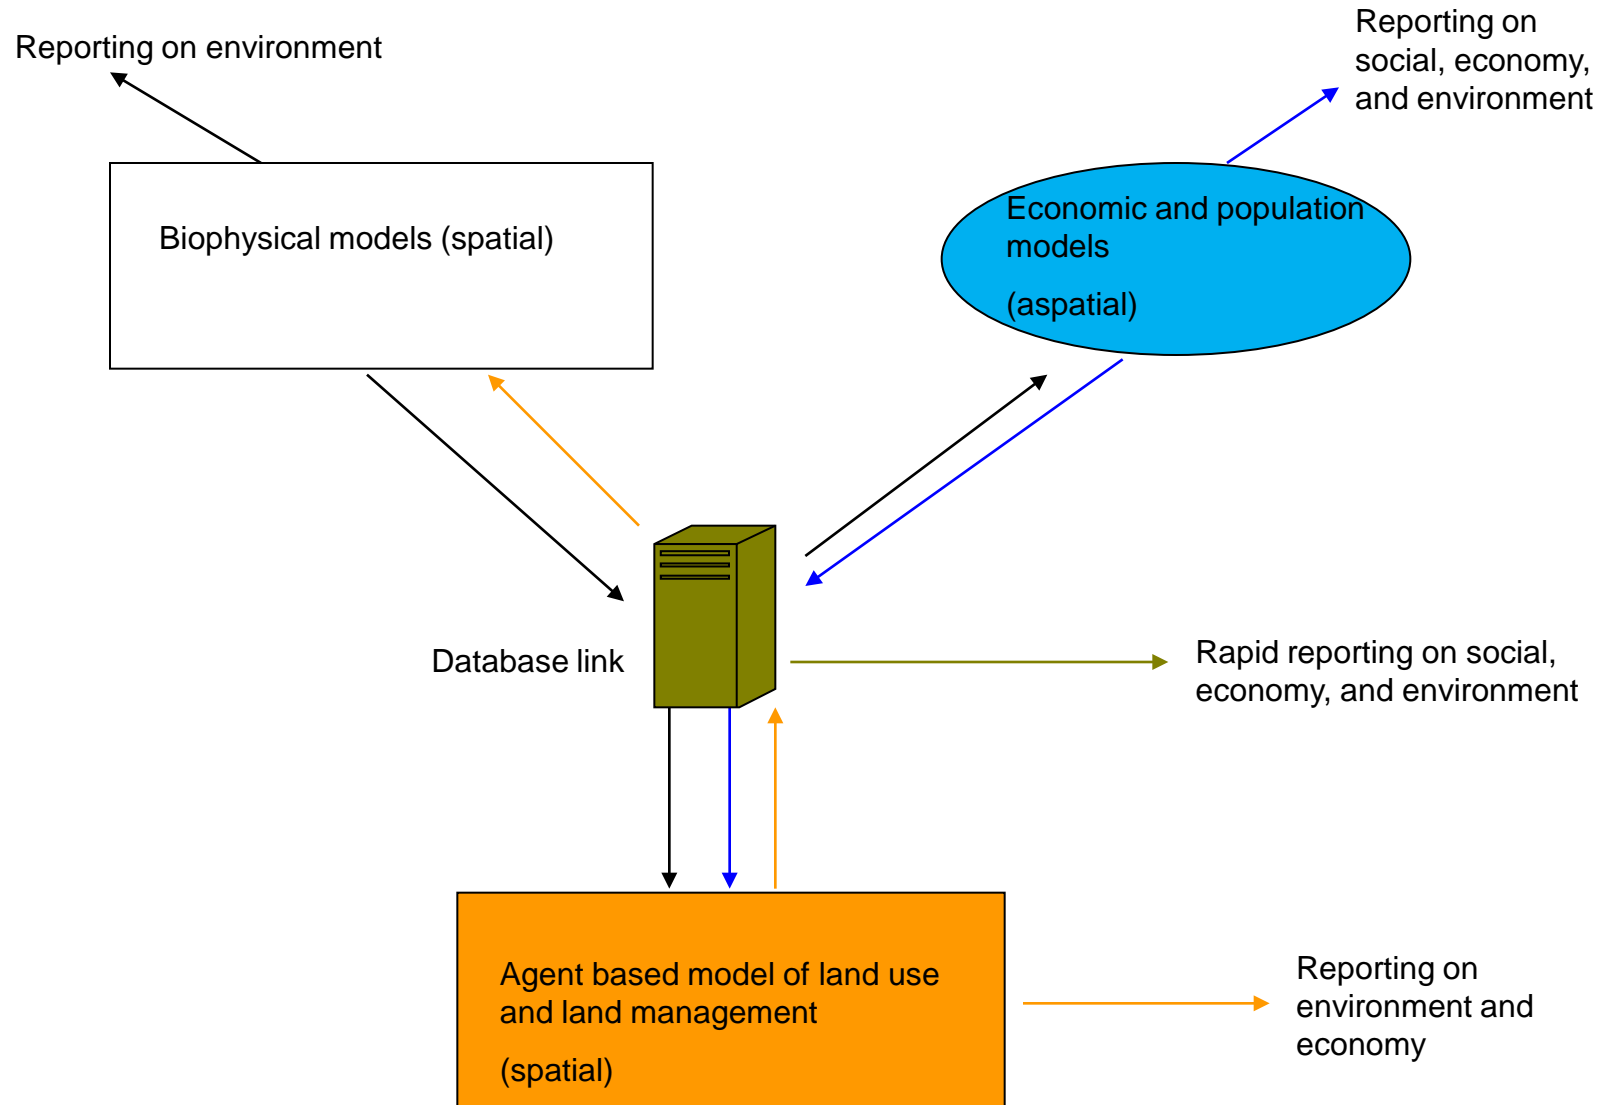 Reporting on environment
Reporting on
social, economy,
and environment
Biophysical models (spatial)
Economic and population
models
(aspatial)
Database link
Rapid reporting on social,
economy, and environment
Agent based model of land use
and land management
(spatial)
Reporting on
environment and
economy